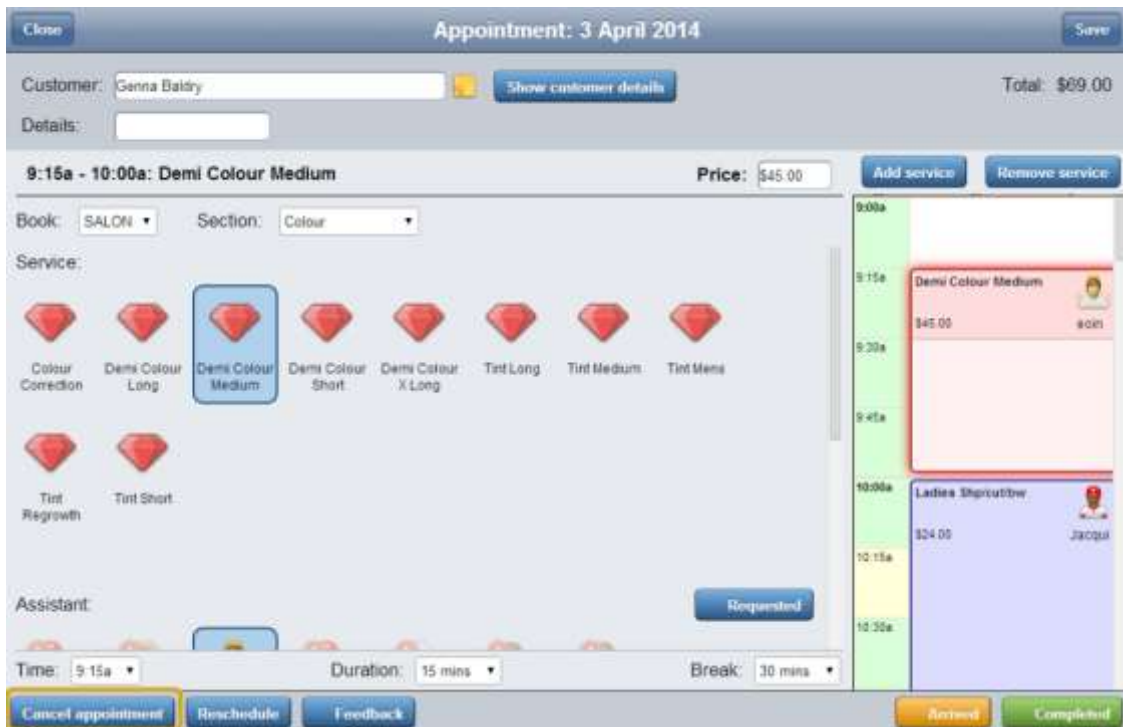 Close
Appointment: 3 April 2014
Save
Customer: Genna Baldry
Show customer details
Total: $69.00
Details:
9:15a - 10:00a: Demi Colour Medium
Price: $45.00
Add service
Remove service
Book: SALON
Section: Colour
Service:
Colour Correction
Demi Colour Long
Demi Colour Medium
Demi Colour Short
Demi Colour X Long
Tint Long
Tint Medium
Tint Mens
Tint Regrowth
Tint Short
Assistant:
Requested
Time: 9:15a
Duration: 15 mins
Break: 30 mins
9:00a
9:15a
Demi Colour Medium
$45.00
eoin
9:30a
9:45a
10:00a
Ladies Shp/cut/bw
$24.00
Jacqui
10:15a
10:30a
Cancel appointment
Reschedule
Feedback
Arrived
Completed